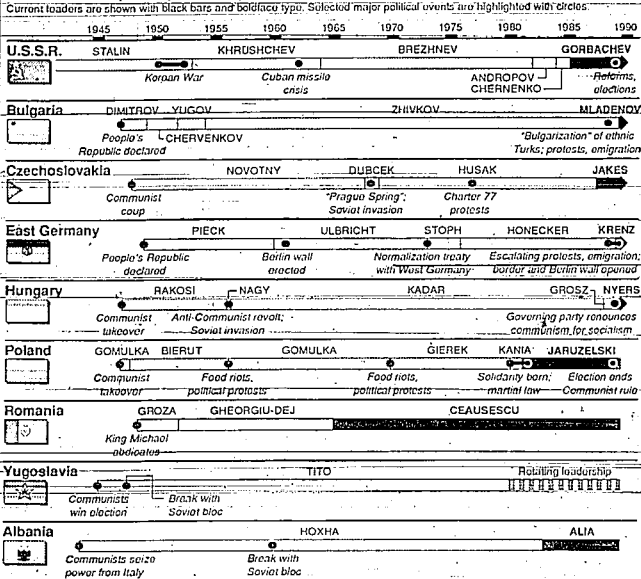 Current leaders are shown with black bars and boldface type. Selected major political events are highlighted with circles.
1945 1950 1955 1960 1965 1970 1975 1980 1985 1990
U.S.S.R. STALIN KHRUSHCHEV BREZHNEV GORBACHEV
Korean War Cuban missile crisis ANDROPOV CHERNENKO Reforms, elections
Bulgaria DIMITROV YUGOV ZHIVKOV MLADENOV
People's Republic declared CHERVENKOV "Bulgarization" of ethnic Turks; protests, emigration
Czechoslovakia NOVOTNY DUBCEK HUSAK JAKES
Communist coup "Prague Spring"; Soviet invasion Charter 77 protests
East Germany PIECK ULBRICHT STOPH HONECKER KRENZ
People's Republic declared Berlin wall erected Normalization treaty with West Germany Escalating protests, emigration; border and Berlin wall opened
Hungary RAKOSI NAGY KADAR GROSZ NYERS
Communist takeover Anti-Communist revolt; Soviet invasion Governing party renounces communism for socialism
Poland GOMULKA BIERUT GOMULKA GIEREK KANIA JARUZELSKI
Communist takeover Food riots, political protests Food riots, political protests Solidarity born; martial law Election ends Communist rule
Romania GROZA GHEORGIU-DEJ CEAUSESCU
King Michael abdicates
Yugoslavia TITO Rotating leadership
Communists win election Break with Soviet bloc
Albania HOXHA ALIA
Communists seize power from Italy Break with Soviet bloc